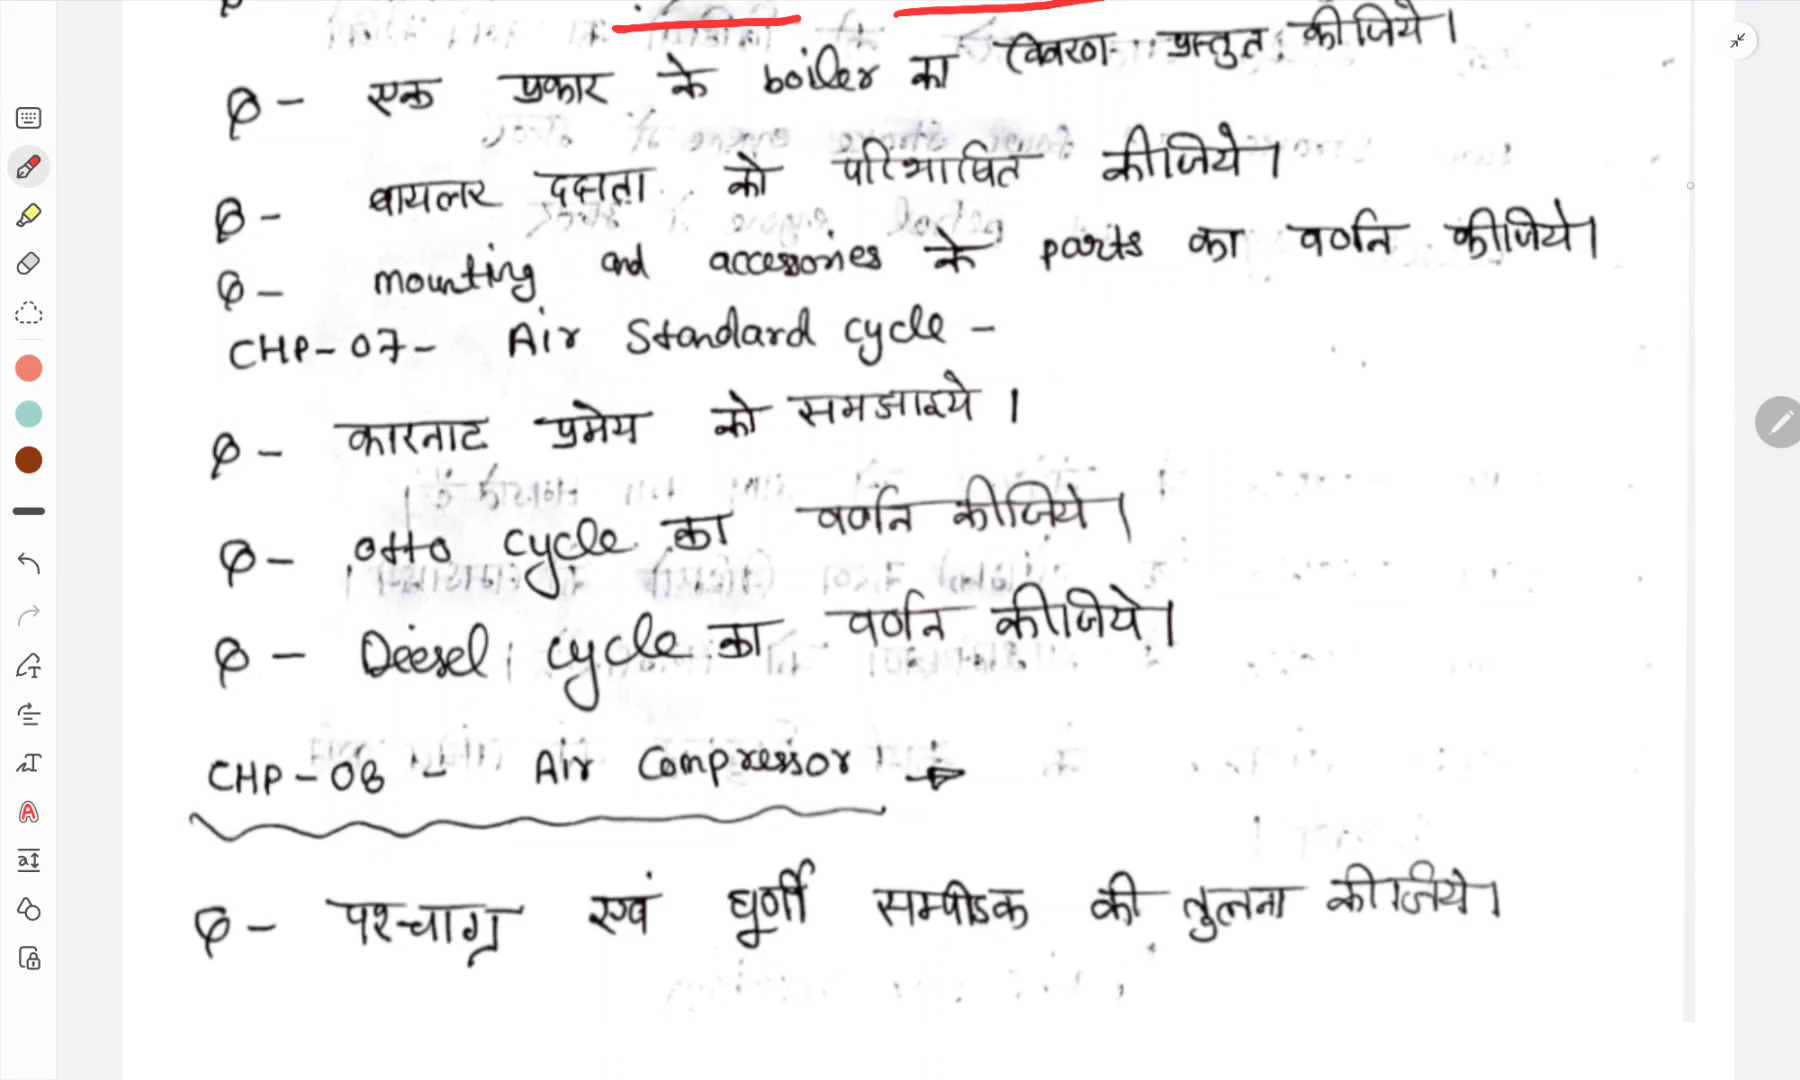 Q- एक प्रकार के boiler का विवरण प्रस्तुत कीजिये।
Q- बायलर दक्षता को परिभाषित कीजिये।
Q- mounting and accessories के parts का वर्णन कीजिये।
CHP-07- Air Standard cycle -
Q- कारनाट प्रमेय को समझाइये।
Q- otto cycle का वर्णन कीजिये।
Q- Diesel cycle का वर्णन कीजिये।
CHP-08 - Air Compressor →
Q- पश्चाग्र एवं घूर्णी सम्पीडक की तुलना कीजिये।